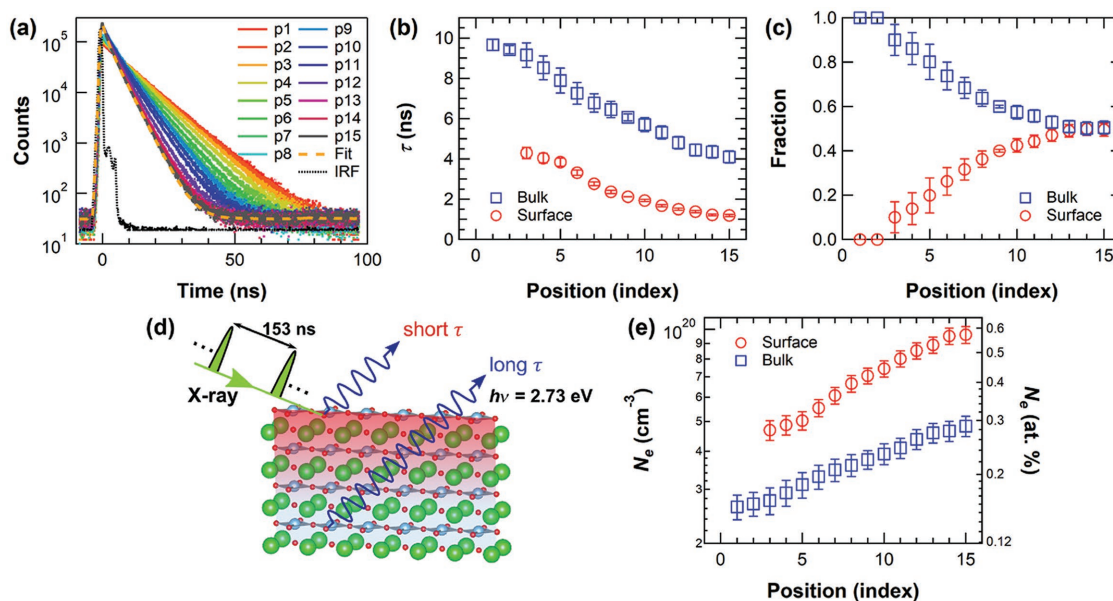 (a)
10⁵
10⁴
10³
10²
10¹
Counts
0 50 100
Time (ns)
p1 p9
p2 p10
p3 p11
p4 p12
p5 p13
p6 p14
p7 p15
p8 Fit
IRF
(b)
10
8
6
4
2
0
τ (ns)
Bulk
Surface
0 5 10 15
Position (index)
(c)
1.0
0.8
0.6
0.4
0.2
0.0
Fraction
Bulk
Surface
0 5 10 15
Position (index)
(d)
153 ns
X-ray
short τ
long τ
hν = 2.73 eV
(e)
10²⁰
9
8
7
6
5
4
3
2
Nₑ (cm⁻³)
Surface
Bulk
0.6
0.5
0.4
0.3
0.2
0.12
Nₑ (at. %)
0 5 10 15
Position (index)